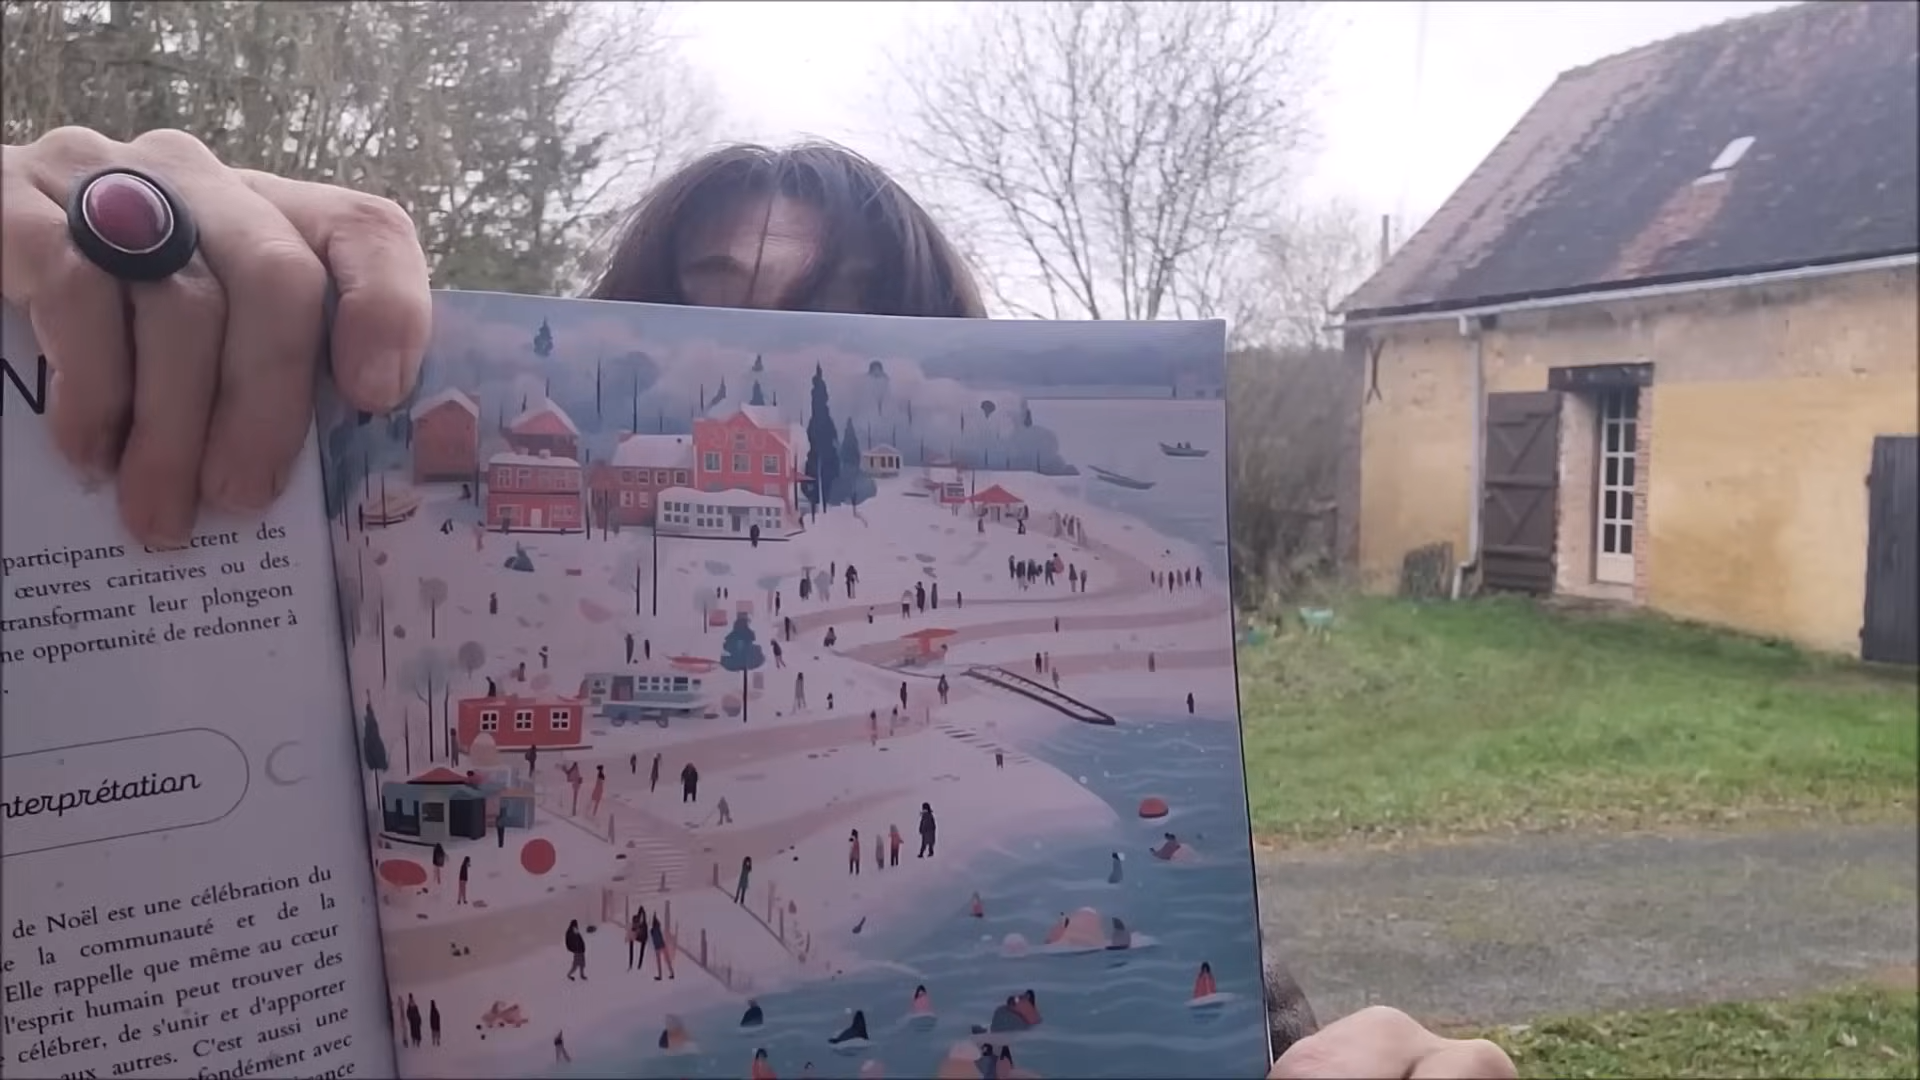 N
participants collectent des
œuvres caritatives ou des
transformant leur plongeon
ne opportunité de redonner à
.
nterprétation
de Noël est une célébration du
e la communauté et de la
Elle rappelle que même au cœur
l'esprit humain peut trouver des
célébrer, de s'unir et d'apporter
aux autres. C'est aussi une
ofondément avec